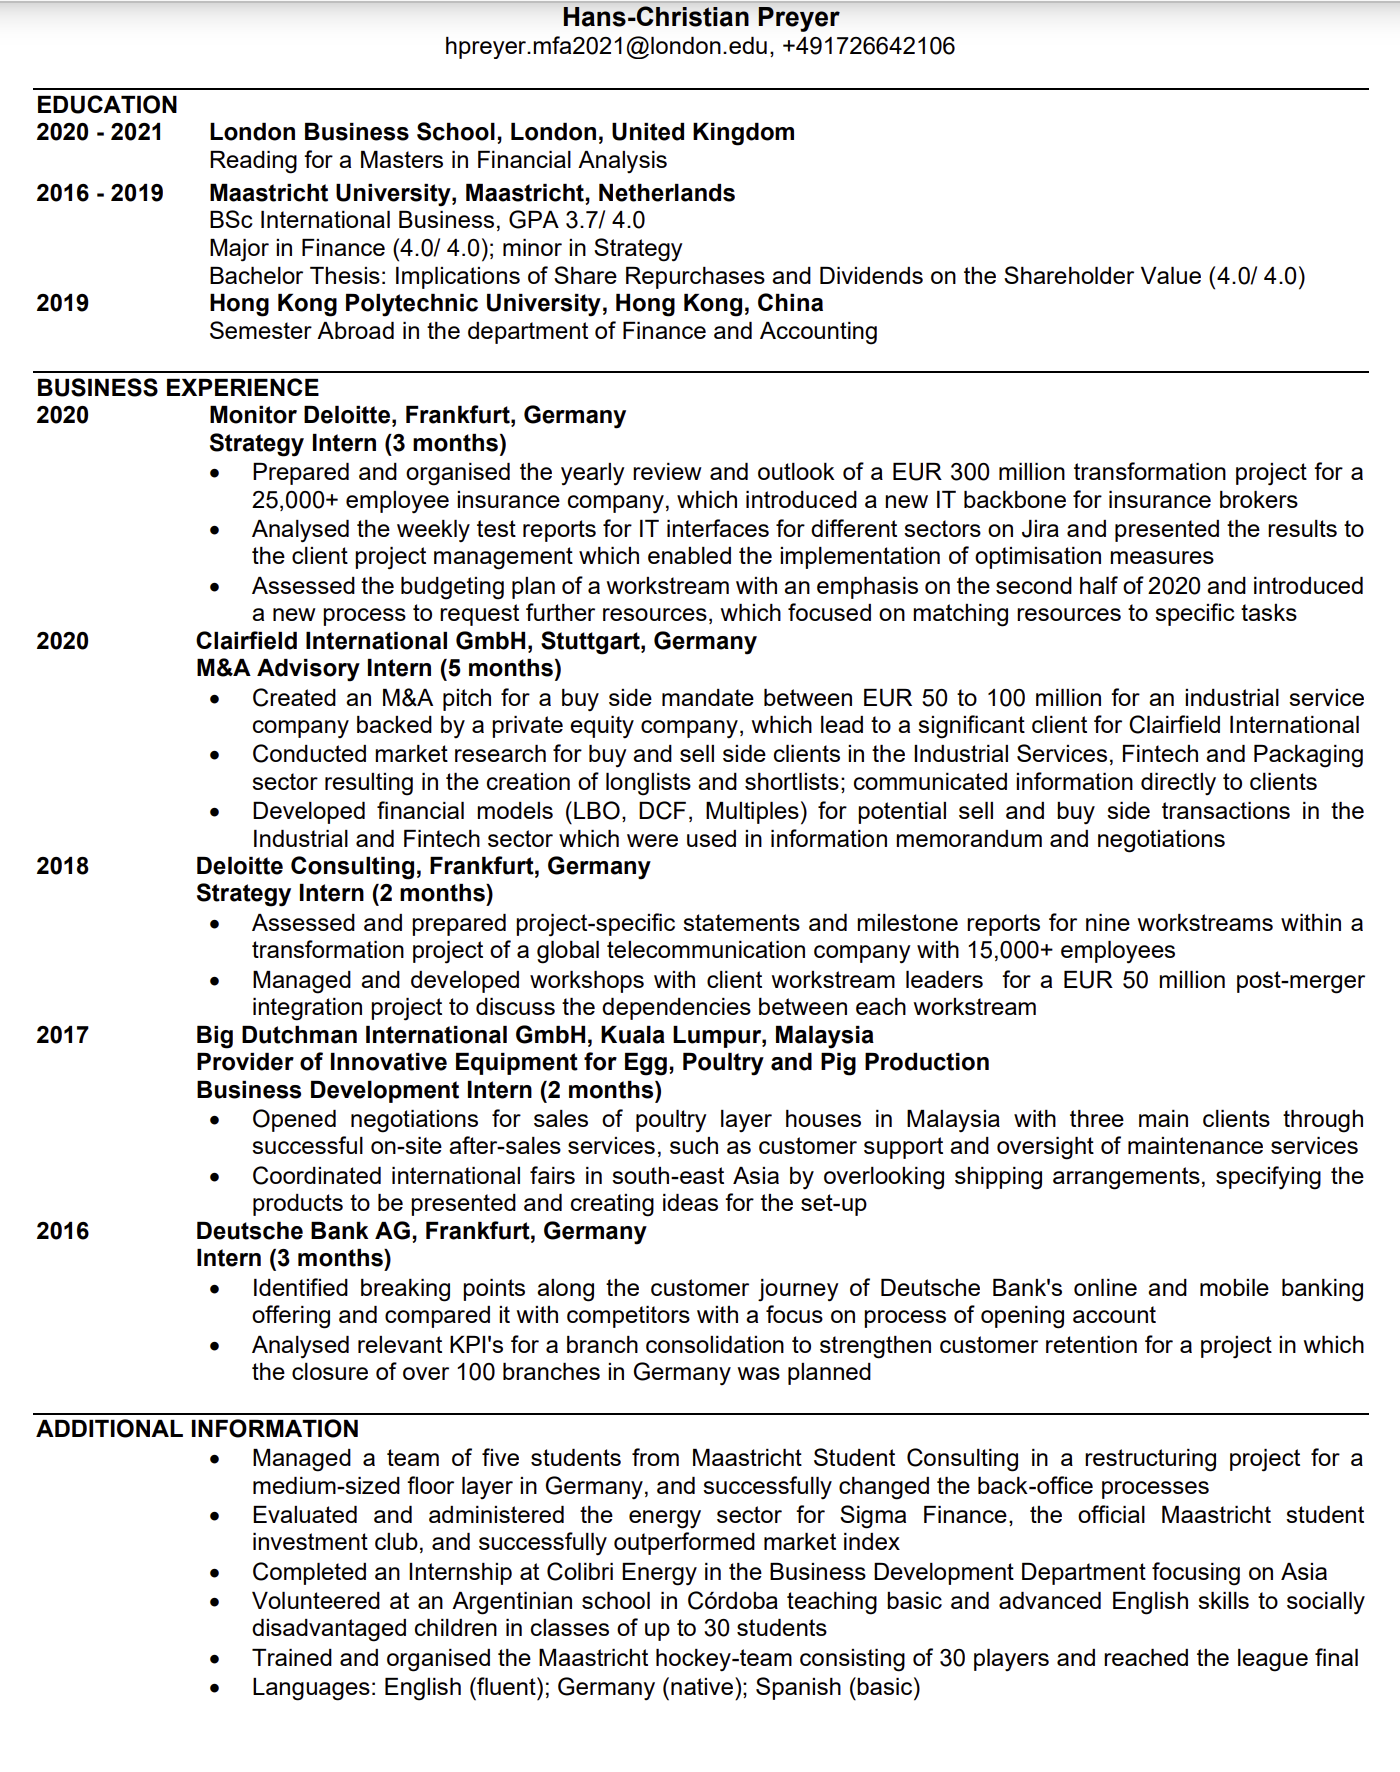 Hans-Christian Preyer
hpreyer.mfa2021@london.edu, +491726642106
EDUCATION
2020 - 2021 London Business School, London, United Kingdom
Reading for a Masters in Financial Analysis
2016 - 2019 Maastricht University, Maastricht, Netherlands
BSc International Business, GPA 3.7/ 4.0
Major in Finance (4.0/ 4.0); minor in Strategy
Bachelor Thesis: Implications of Share Repurchases and Dividends on the Shareholder Value (4.0/ 4.0)
2019 Hong Kong Polytechnic University, Hong Kong, China
Semester Abroad in the department of Finance and Accounting
BUSINESS EXPERIENCE
2020 Monitor Deloitte, Frankfurt, Germany
Strategy Intern (3 months)
• Prepared and organised the yearly review and outlook of a EUR 300 million transformation project for a
25,000+ employee insurance company, which introduced a new IT backbone for insurance brokers
• Analysed the weekly test reports for IT interfaces for different sectors on Jira and presented the results to
the client project management which enabled the implementation of optimisation measures
• Assessed the budgeting plan of a workstream with an emphasis on the second half of 2020 and introduced
a new process to request further resources, which focused on matching resources to specific tasks
2020 Clairfield International GmbH, Stuttgart, Germany
M&A Advisory Intern (5 months)
• Created an M&A pitch for a buy side mandate between EUR 50 to 100 million for an industrial service
company backed by a private equity company, which lead to a significant client for Clairfield International
• Conducted market research for buy and sell side clients in the Industrial Services, Fintech and Packaging
sector resulting in the creation of longlists and shortlists; communicated information directly to clients
• Developed financial models (LBO, DCF, Multiples) for potential sell and buy side transactions in the
Industrial and Fintech sector which were used in information memorandum and negotiations
2018 Deloitte Consulting, Frankfurt, Germany
Strategy Intern (2 months)
• Assessed and prepared project-specific statements and milestone reports for nine workstreams within a
transformation project of a global telecommunication company with 15,000+ employees
• Managed and developed workshops with client workstream leaders for a EUR 50 million post-merger
integration project to discuss the dependencies between each workstream
2017 Big Dutchman International GmbH, Kuala Lumpur, Malaysia
Provider of Innovative Equipment for Egg, Poultry and Pig Production
Business Development Intern (2 months)
• Opened negotiations for sales of poultry layer houses in Malaysia with three main clients through
successful on-site after-sales services, such as customer support and oversight of maintenance services
• Coordinated international fairs in south-east Asia by overlooking shipping arrangements, specifying the
products to be presented and creating ideas for the set-up
2016 Deutsche Bank AG, Frankfurt, Germany
Intern (3 months)
• Identified breaking points along the customer journey of Deutsche Bank's online and mobile banking
offering and compared it with competitors with a focus on process of opening account
• Analysed relevant KPI's for a branch consolidation to strengthen customer retention for a project in which
the closure of over 100 branches in Germany was planned
ADDITIONAL INFORMATION
• Managed a team of five students from Maastricht Student Consulting in a restructuring project for a
medium-sized floor layer in Germany, and successfully changed the back-office processes
• Evaluated and administered the energy sector for Sigma Finance, the official Maastricht student
investment club, and successfully outperformed market index
• Completed an Internship at Colibri Energy in the Business Development Department focusing on Asia
• Volunteered at an Argentinian school in Córdoba teaching basic and advanced English skills to socially
disadvantaged children in classes of up to 30 students
• Trained and organised the Maastricht hockey-team consisting of 30 players and reached the league final
• Languages: English (fluent); Germany (native); Spanish (basic)